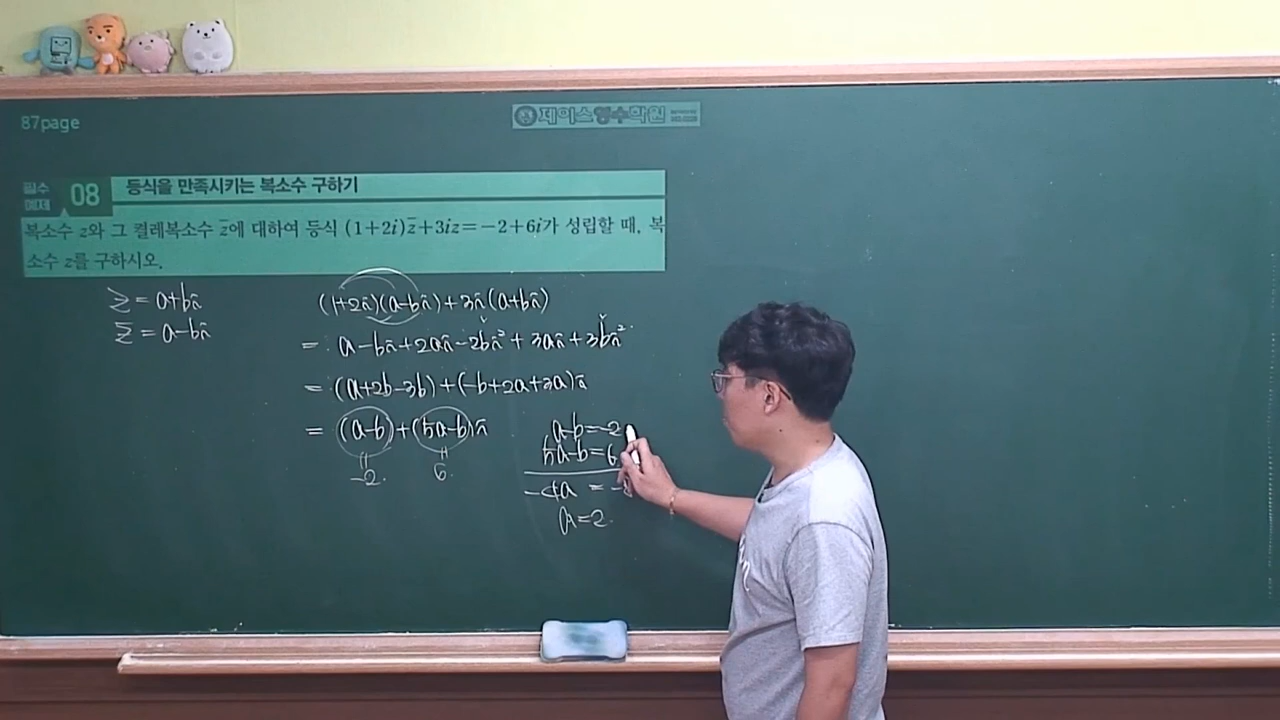 87page
제이스영수학원
필수 예제 08 등식을 만족시키는 복소수 구하기
복소수 z와 그 켤레복소수 z̄에 대하여 등식 (1+2i)z̄+3iz=-2+6i가 성립할 때, 복
소수 z를 구하시오.
z = a+bi
z̄ = a-bi
(1+2i)(a-bi)+3i(a+bi)
= a-bi+2ai-2bi²+3ai+3bi²
= (a+2b-3b)+(-b+2a+3a)i
= (a-b)+(5a-b)i
-2.
6.
a-b=-2
5a-b=6
-4a = -
a=2.